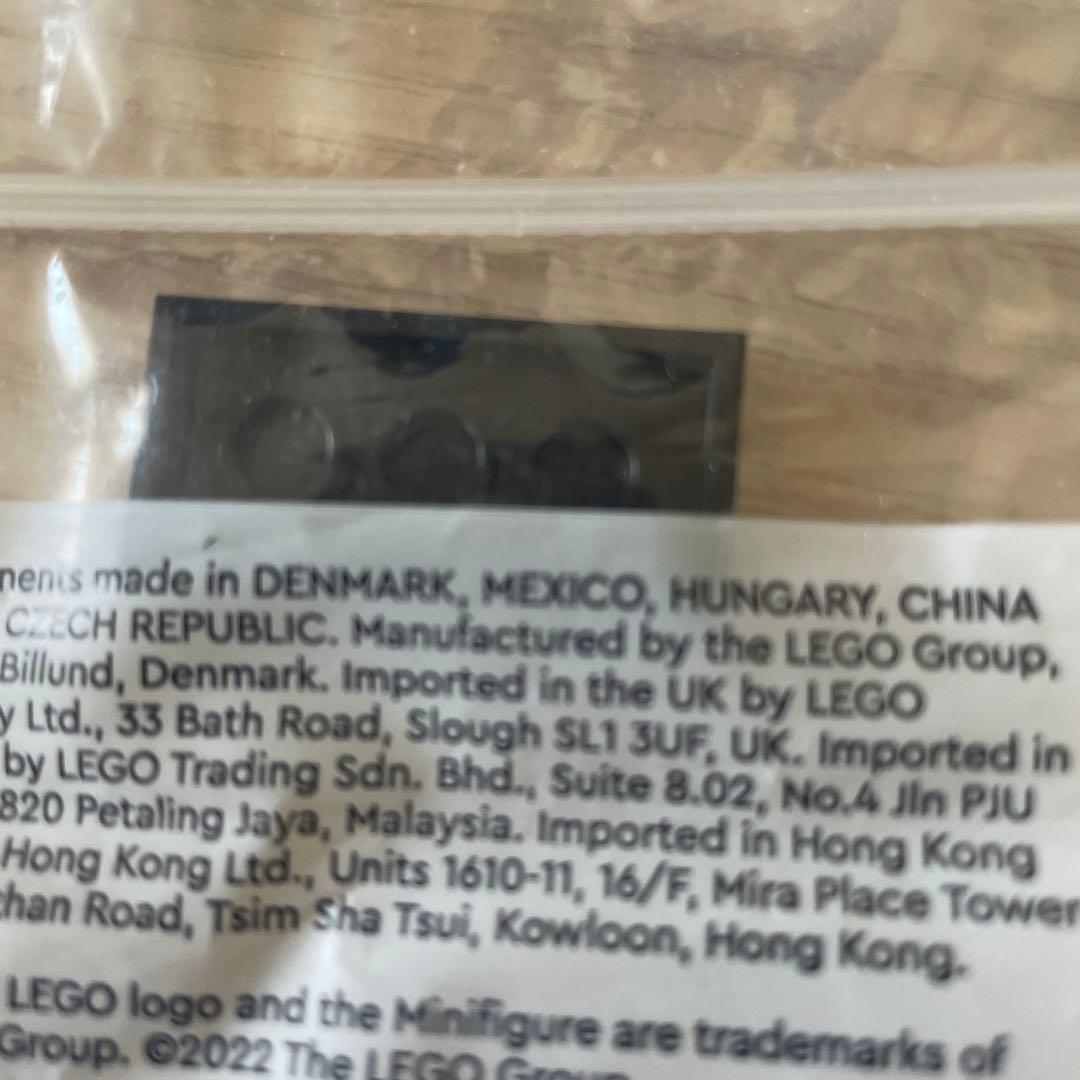 nents made in DENMARK, MEXICO, HUNGARY, CHINA
CZECH REPUBLIC. Manufactured by the LEGO Group,
Billund, Denmark. Imported in the UK by LEGO
y Ltd., 33 Bath Road, Slough SL1 3UF, UK. Imported in
by LEGO Trading Sdn. Bhd., Suite 8.02, No.4 Jln PJU
820 Petaling Jaya, Malaysia. Imported in Hong Kong
Hong Kong Ltd., Units 1610-11, 16/F, Mira Place Tower
than Road, Tsim Sha Tsui, Kowloon, Hong Kong.
LEGO logo and the Minifigure are trademarks of
Group. ©2022 The LEGO Group